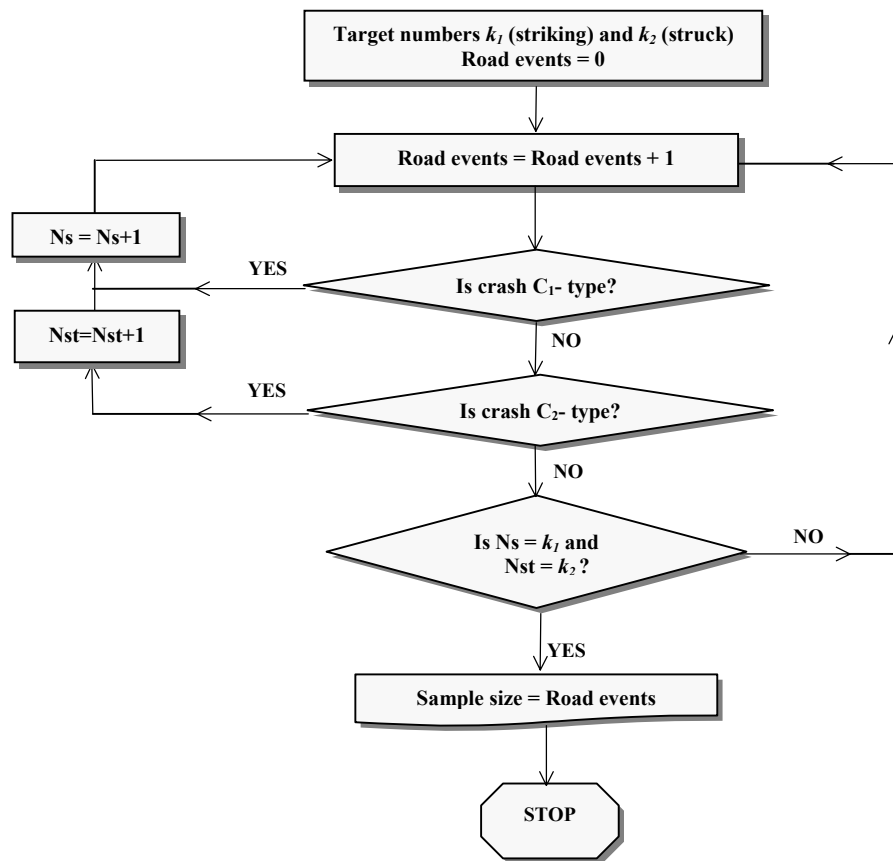 Target numbers k₁ (striking) and k₂ (struck)
Road events = 0
Road events = Road events + 1
Ns = Ns+1
YES
Is crash C₁- type?
Nst=Nst+1
NO
YES
Is crash C₂- type?
NO
Is Ns = k₁ and
Nst = k₂ ?
NO
YES
Sample size = Road events
STOP